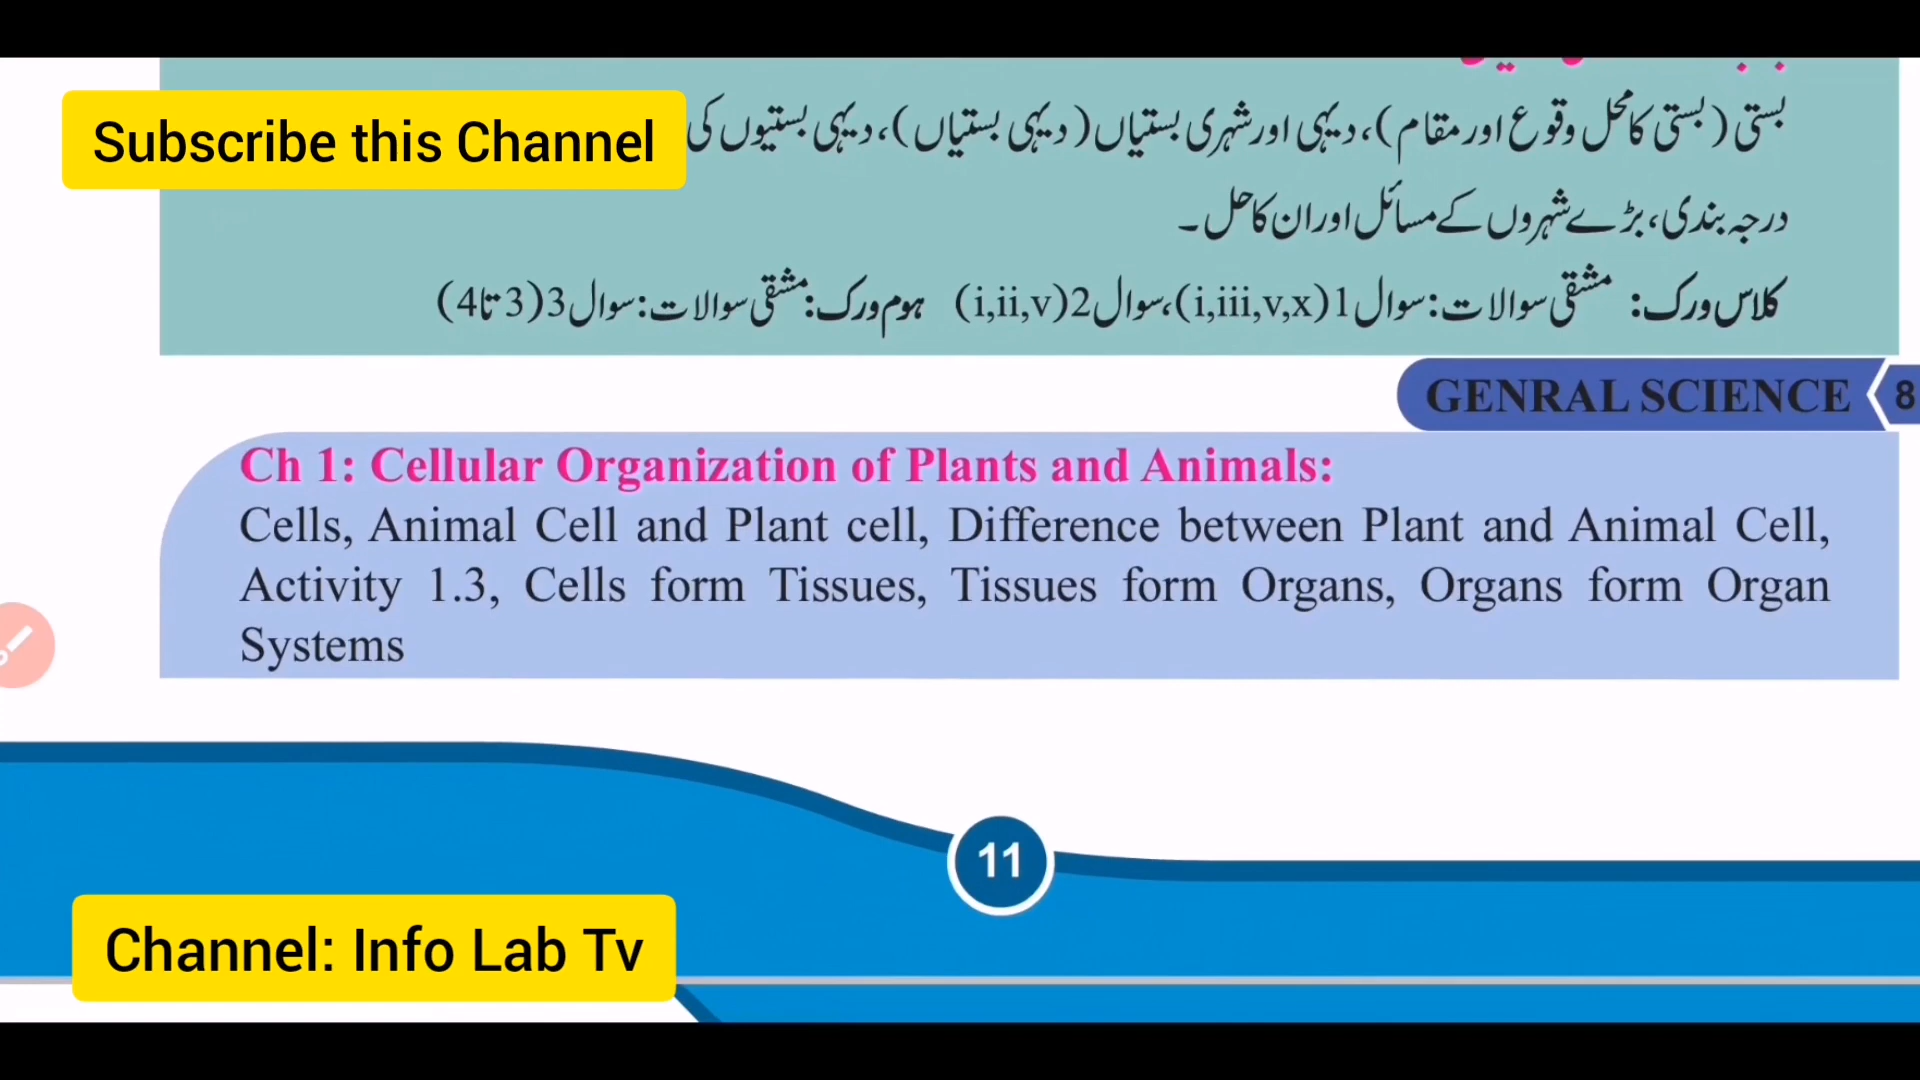 Subscribe this Channel
بستی (بستی کا محل وقوع اور مقام)، دیہی اور شہری بستیاں (دیہی بستیاں)، دیہی بستیوں کی
درجہ بندی، بڑے شہروں کے مسائل اور ان کا حل۔
کلاس ورک: مشقی سوالات: سوال 1(i,iii,v,x)، سوال 2(i,ii,v) ہوم ورک: مشقی سوالات: سوال 3(3 تا 4)
GENRAL SCIENCE 8
Ch 1: Cellular Organization of Plants and Animals:
Cells, Animal Cell and Plant cell, Difference between Plant and Animal Cell,
Activity 1.3, Cells form Tissues, Tissues form Organs, Organs form Organ
Systems
11
Channel: Info Lab Tv